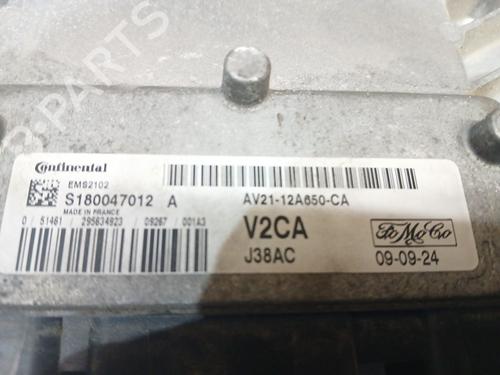 B-PARTS
Continental
EMS2102
S180047012 A
MADE IN FRANCE
0 / 51461 / 295634923 / 09267 / 001A3
AV21-12A650-CA
V2CA
J38AC
FoMoCo
09-09-24